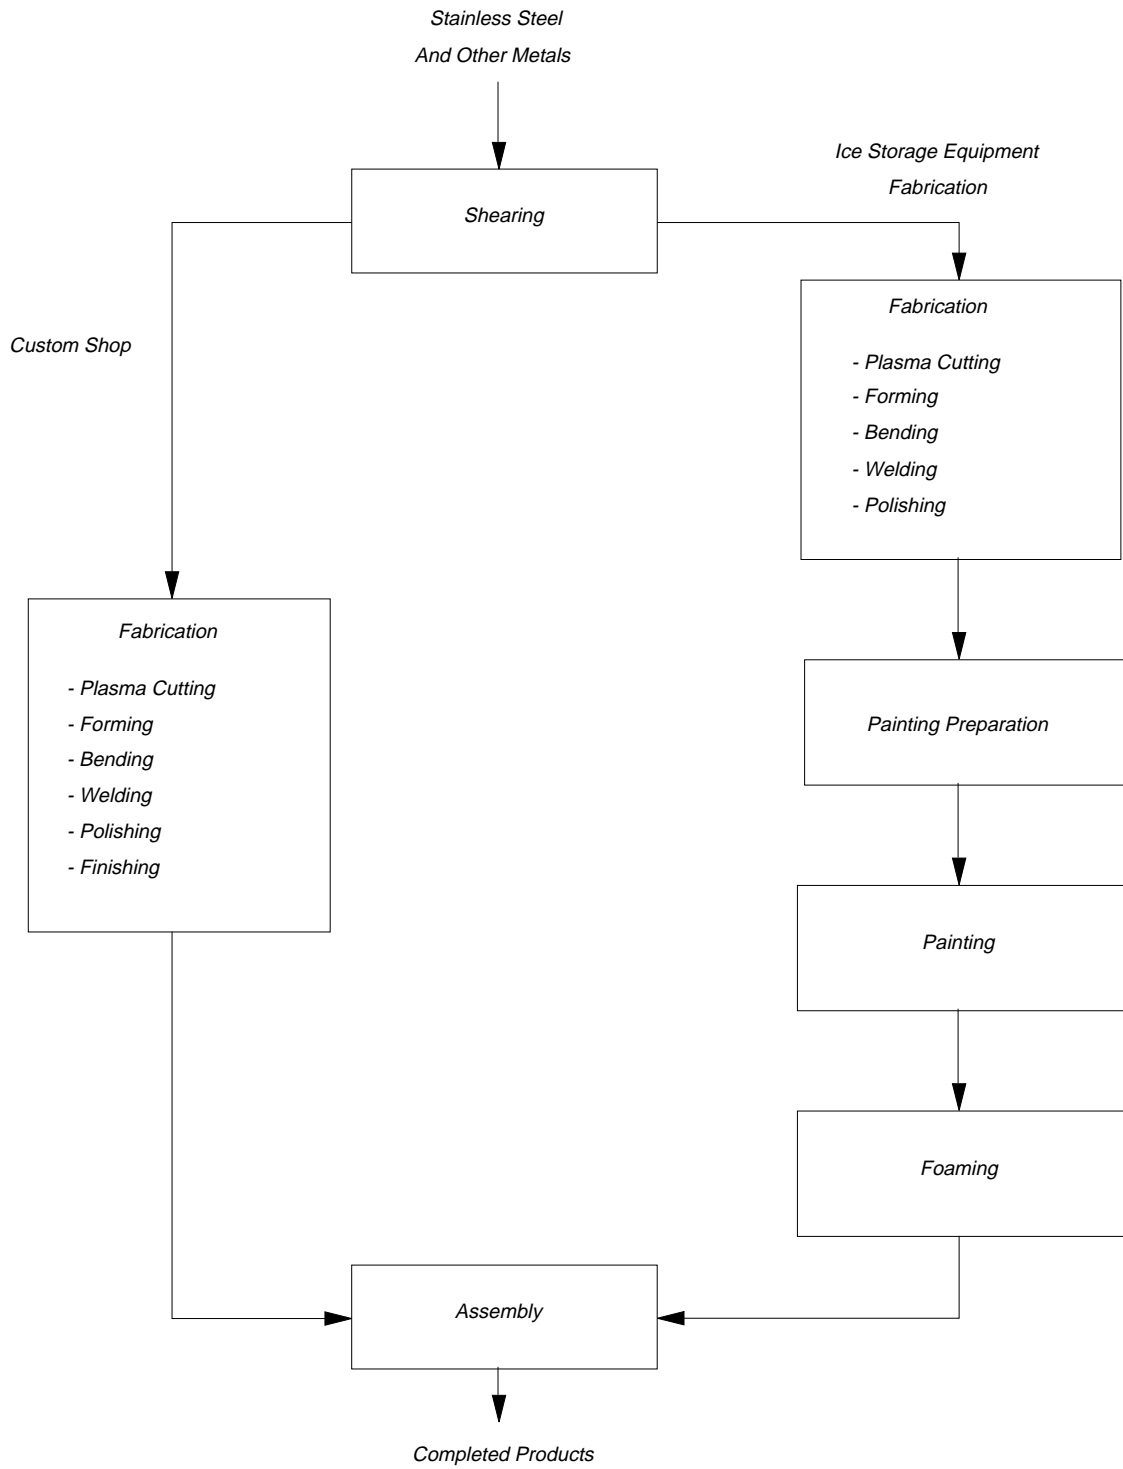 Stainless Steel
And Other Metals
Ice Storage Equipment
Fabrication
Shearing
Fabrication
Custom Shop
- Plasma Cutting
- Forming
- Bending
- Welding
- Polishing
Fabrication
- Plasma Cutting
- Forming
- Bending
- Welding
- Polishing
- Finishing
Painting Preparation
Painting
Foaming
Assembly
Completed Products